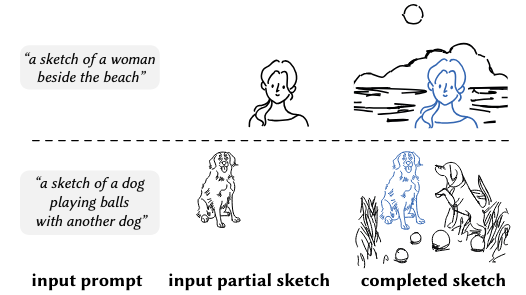 “a sketch of a woman
beside the beach”
“a sketch of a dog
playing balls
with another dog”
input prompt
input partial sketch
completed sketch